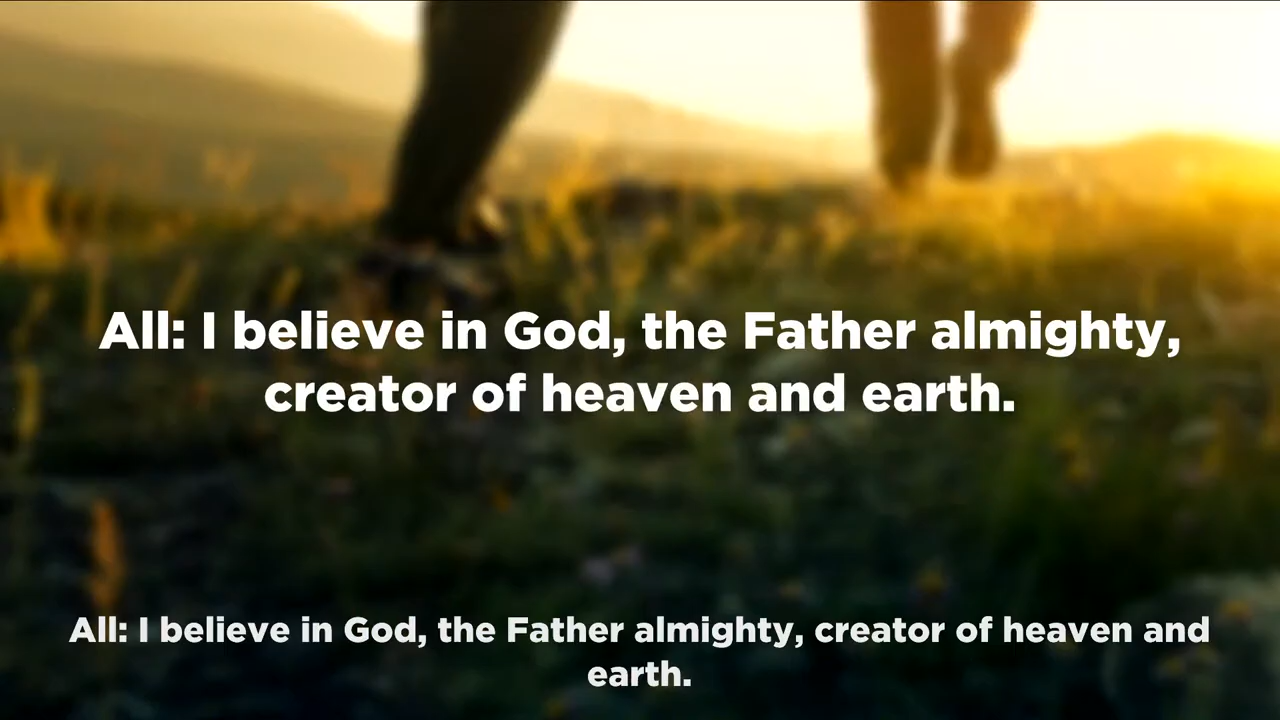 All: I believe in God, the Father almighty,
creator of heaven and earth.
All: I believe in God, the Father almighty, creator of heaven and
earth.